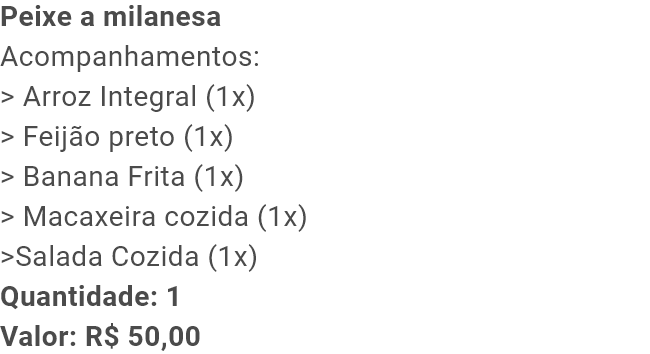 Peixe a milanesa
Acompanhamentos:
> Arroz Integral (1x)
> Feijão preto (1x)
> Banana Frita (1x)
> Macaxeira cozida (1x)
>Salada Cozida (1x)
Quantidade: 1
Valor: R$ 50,00